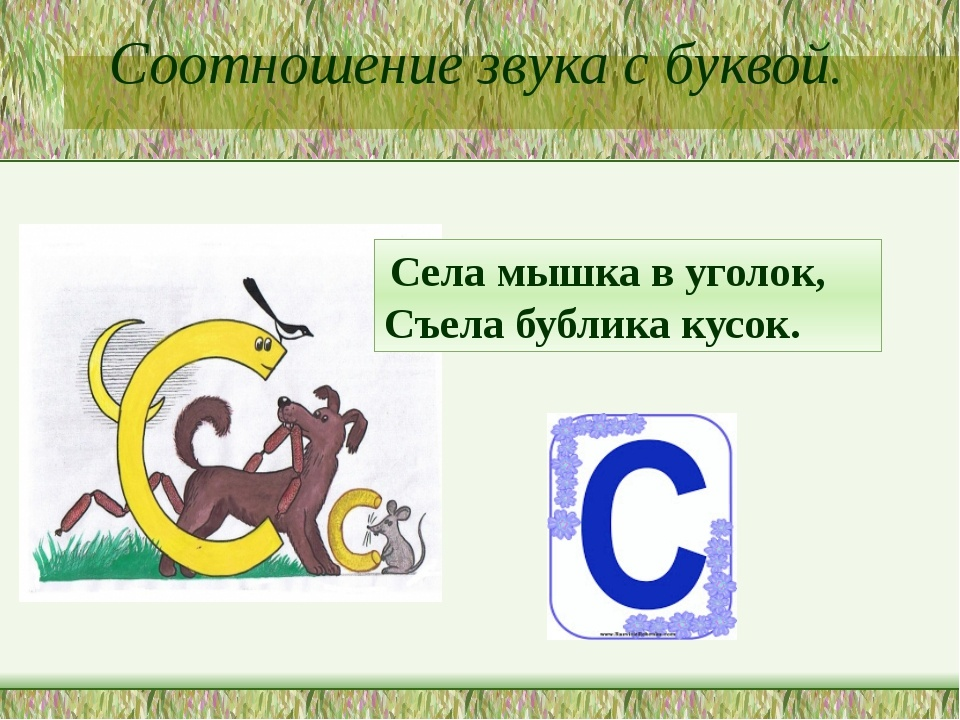 Соотношение звука с буквой.
Села мышка в уголок,
Съела бублика кусок.
С с
С